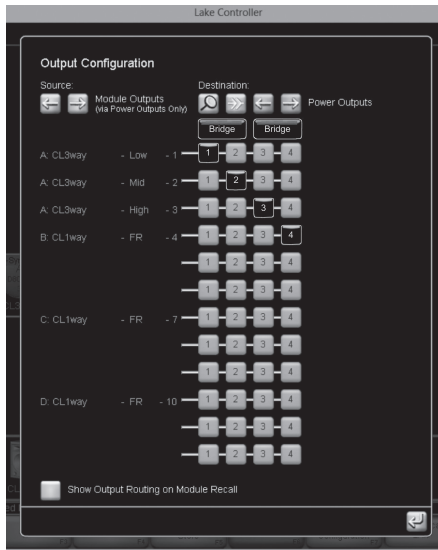 Lake Controller
Output Configuration
Source:
Module Outputs
(via Power Outputs Only)
Destination:
Power Outputs
Bridge Bridge
A: CL3way - Low - 1 1 2 3 4
A: CL3way - Mid - 2 1 2 3 4
A: CL3way - High - 3 1 2 3 4
B: CL1way - FR - 4 1 2 3 4
1 2 3 4
1 2 3 4
C: CL1way - FR - 7 1 2 3 4
1 2 3 4
1 2 3 4
D: CL1way - FR - 10 1 2 3 4
1 2 3 4
1 2 3 4
Show Output Routing on Module Recall